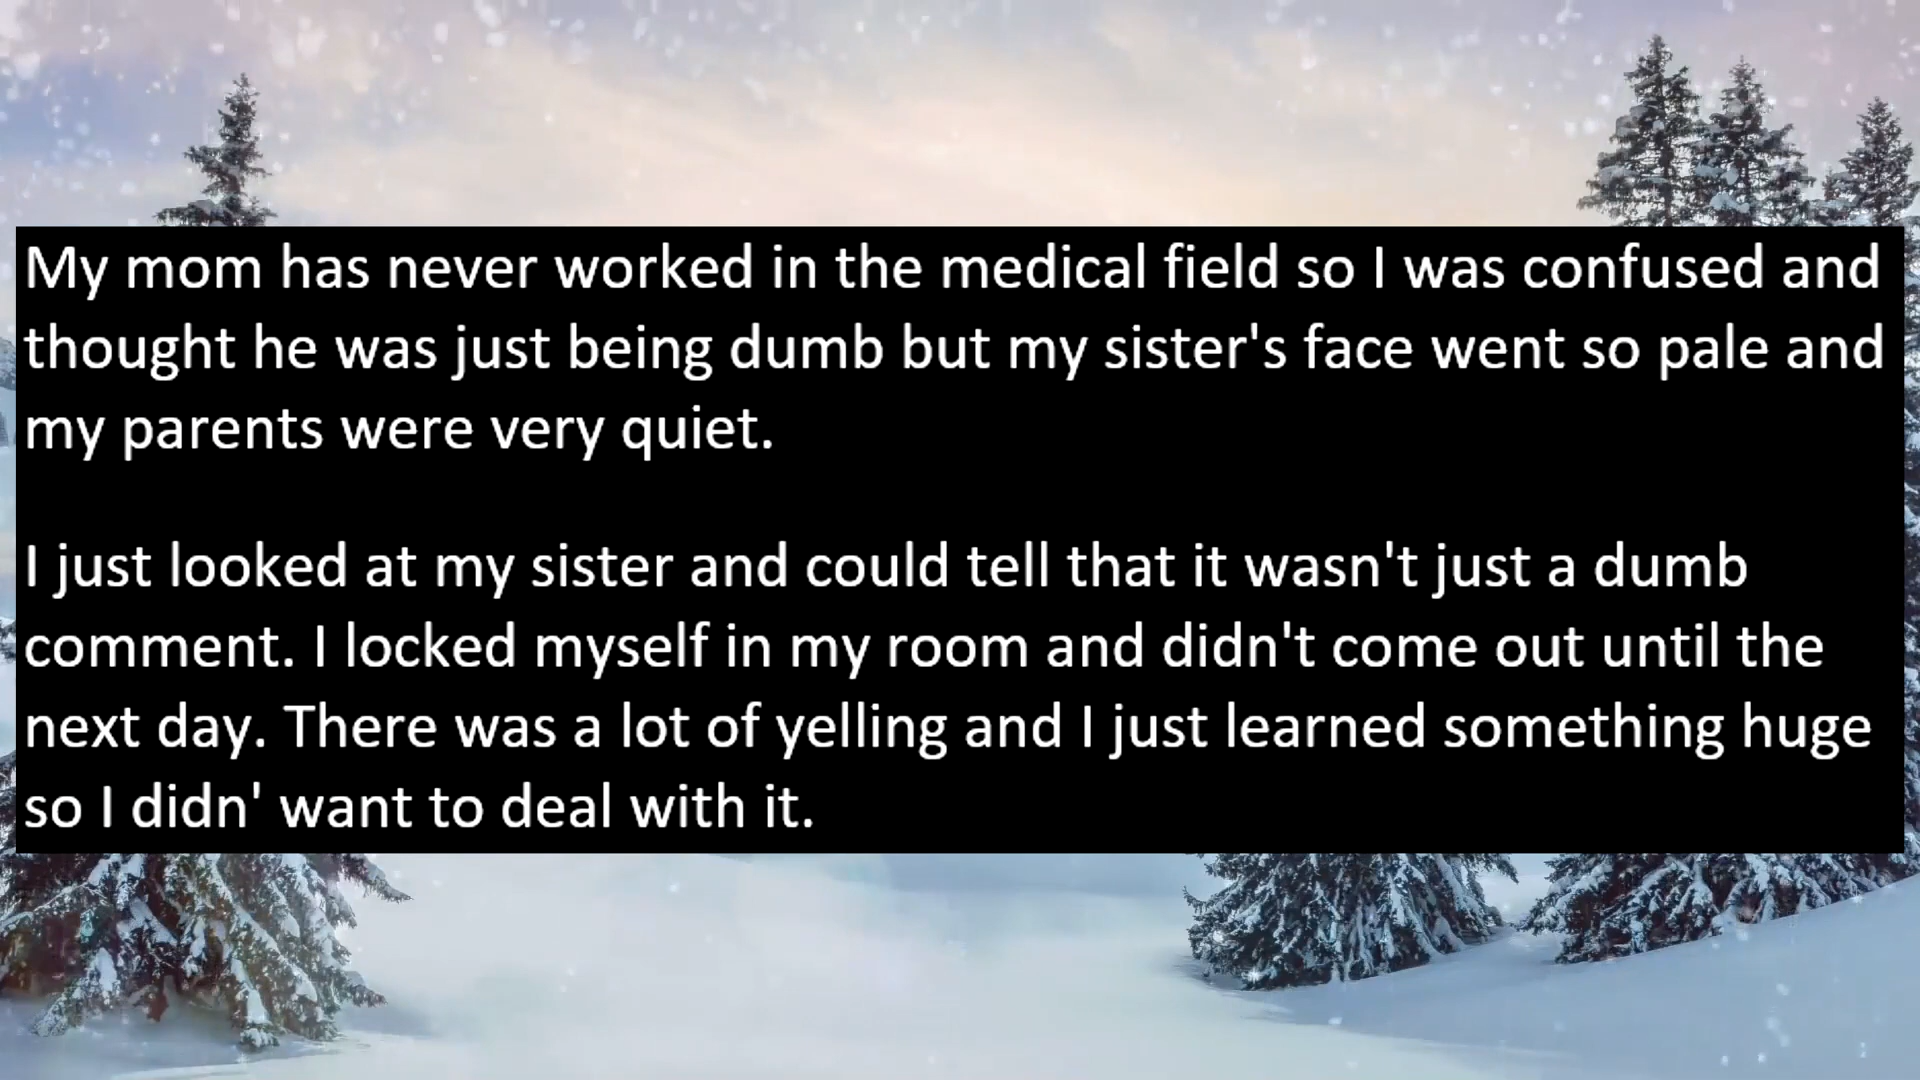 My mom has never worked in the medical field so I was confused and
thought he was just being dumb but my sister's face went so pale and
my parents were very quiet.
I just looked at my sister and could tell that it wasn't just a dumb
comment. I locked myself in my room and didn't come out until the
next day. There was a lot of yelling and I just learned something huge
so I didn' want to deal with it.